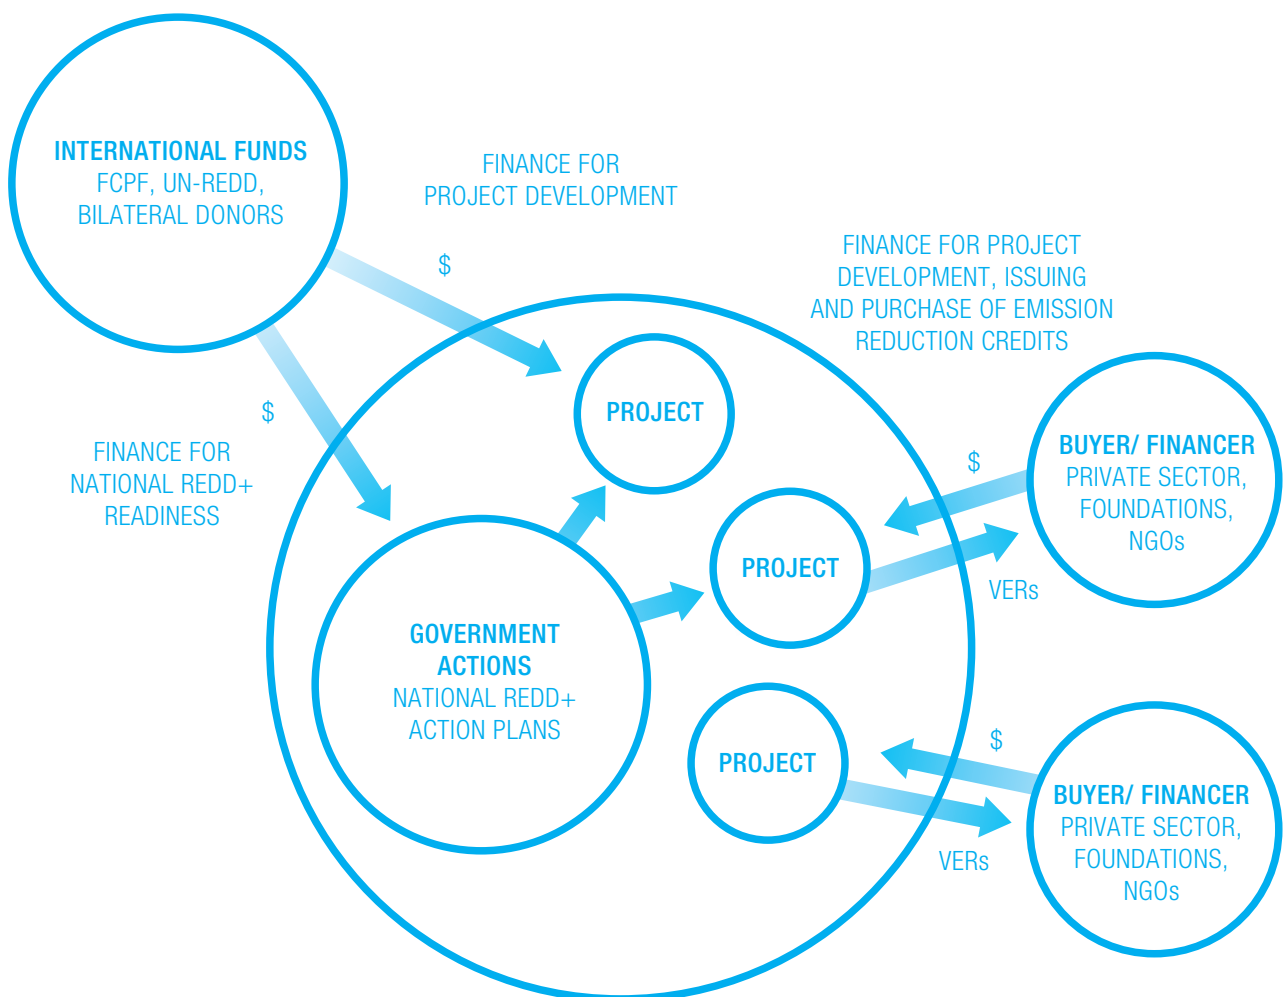 INTERNATIONAL FUNDS
FCPF, UN-REDD,
BILATERAL DONORS
FINANCE FOR
PROJECT DEVELOPMENT
$
FINANCE FOR PROJECT
DEVELOPMENT, ISSUING
AND PURCHASE OF EMISSION
REDUCTION CREDITS
$
FINANCE FOR
NATIONAL REDD+
READINESS
PROJECT
BUYER/ FINANCER
PRIVATE SECTOR,
FOUNDATIONS,
NGOs
$
PROJECT
VERs
GOVERNMENT
ACTIONS
NATIONAL REDD+
ACTION PLANS
PROJECT
$
BUYER/ FINANCER
PRIVATE SECTOR,
FOUNDATIONS,
NGOs
VERs